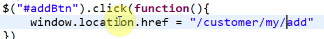 $("#addBtn").click(function(){
window.location.href = "/customer/my/add"
})